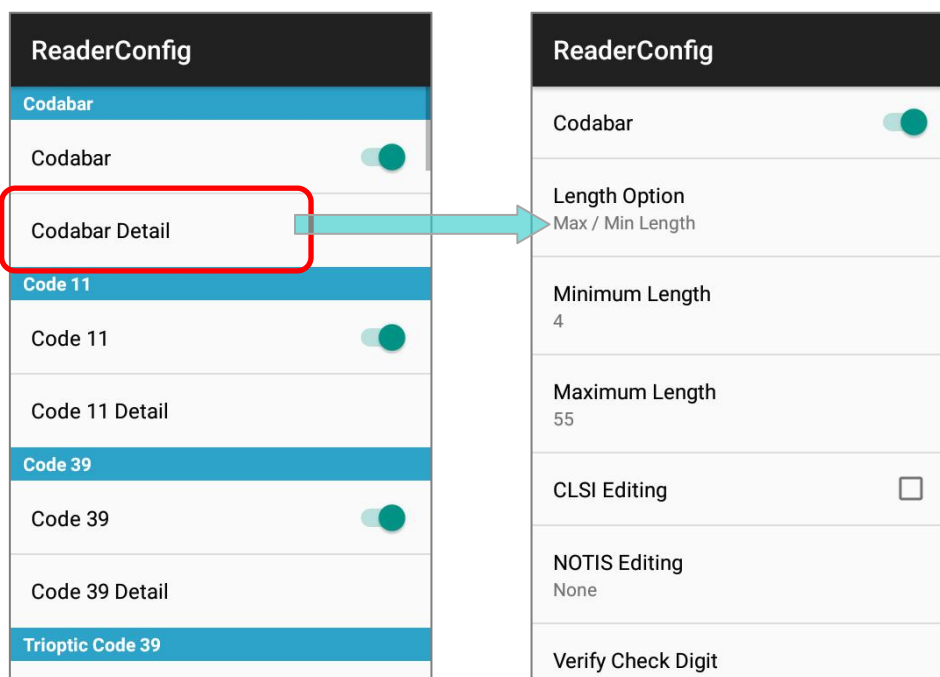 ReaderConfig
Codabar
Codabar
Codabar Detail
Code 11
Code 11
Code 11 Detail
Code 39
Code 39
Code 39 Detail
Trioptic Code 39
ReaderConfig
Codabar
Length Option
Max / Min Length
Minimum Length
4
Maximum Length
55
CLSI Editing
NOTIS Editing
None
Verify Check Digit